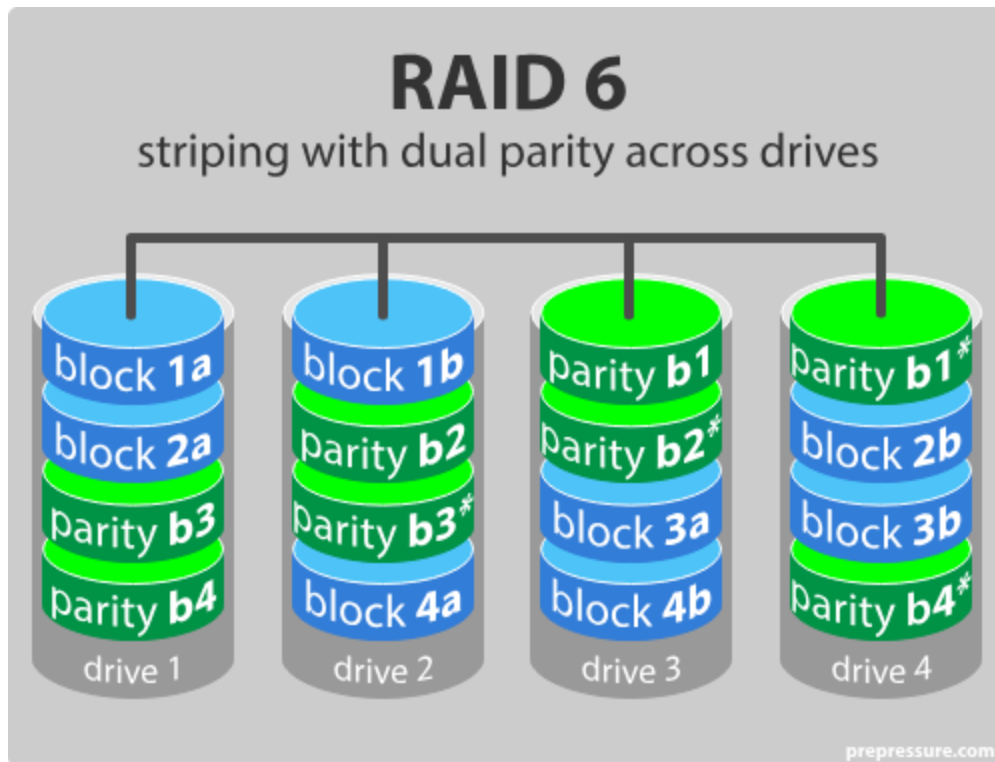 RAID 6
striping with dual parity across drives
block 1a
block 1b
parity b1
parity b1*
block 2a
parity b2
parity b2*
block 2b
parity b3
parity b3*
block 3a
block 3b
parity b4
block 4a
block 4b
parity b4*
drive 1
drive 2
drive 3
drive 4
prepressure.com